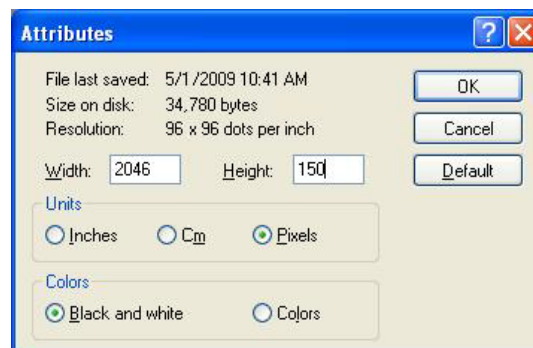 Attributes
File last saved: 5/1/2009 10:41 AM
Size on disk: 34,780 bytes
Resolution: 96 x 96 dots per inch
OK
Cancel
Width: 2046 Height: 150 Default
Units
Inches Cm Pixels
Colors
Black and white Colors